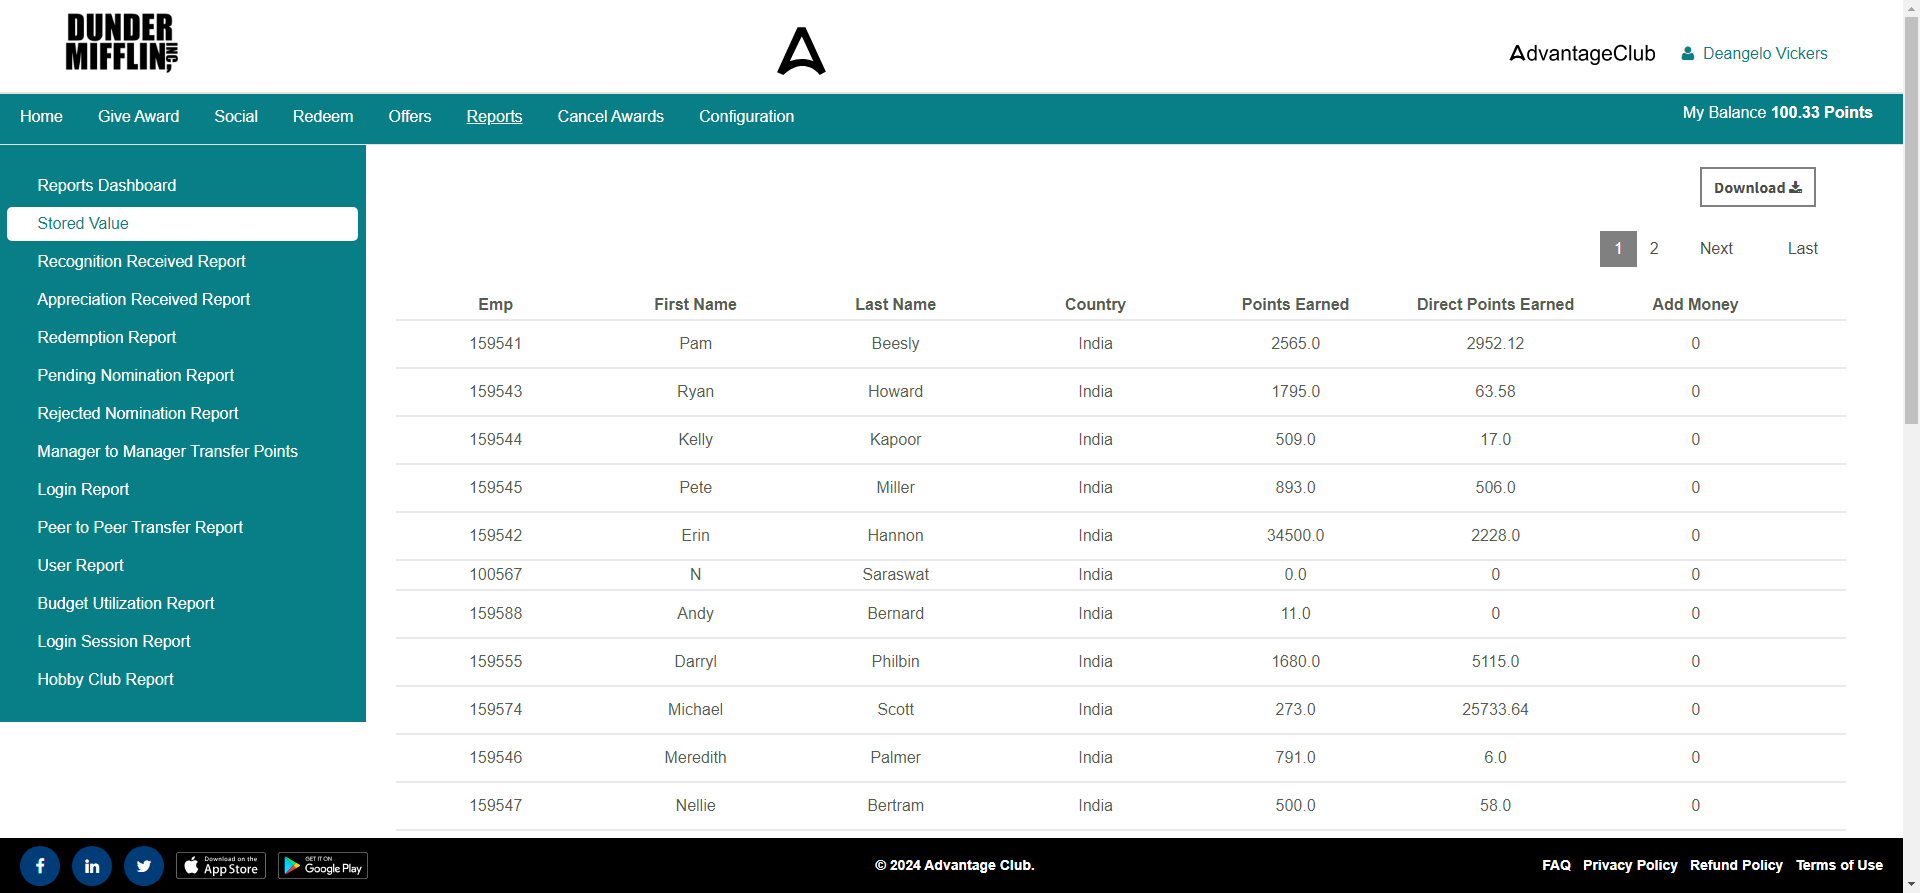 DUNDER
MIFFLIN INC,
AdvantageClub Deangelo Vickers
Home Give Award Social Redeem Offers Reports Cancel Awards Configuration My Balance 100.33 Points
Reports Dashboard
Stored Value
Recognition Received Report
Appreciation Received Report
Redemption Report
Pending Nomination Report
Rejected Nomination Report
Manager to Manager Transfer Points
Login Report
Peer to Peer Transfer Report
User Report
Budget Utilization Report
Login Session Report
Hobby Club Report
Download
1 2 Next Last
Emp First Name Last Name Country Points Earned Direct Points Earned Add Money
159541 Pam Beesly India 2565.0 2952.12 0
159543 Ryan Howard India 1795.0 63.58 0
159544 Kelly Kapoor India 509.0 17.0 0
159545 Pete Miller India 893.0 506.0 0
159542 Erin Hannon India 34500.0 2228.0 0
100567 N Saraswat India 0.0 0 0
159588 Andy Bernard India 11.0 0 0
159555 Darryl Philbin India 1680.0 5115.0 0
159574 Michael Scott India 273.0 25733.64 0
159546 Meredith Palmer India 791.0 6.0 0
159547 Nellie Bertram India 500.0 58.0 0
Download on the
App Store
GET IT ON
Google Play
© 2024 Advantage Club.
FAQ Privacy Policy Refund Policy Terms of Use